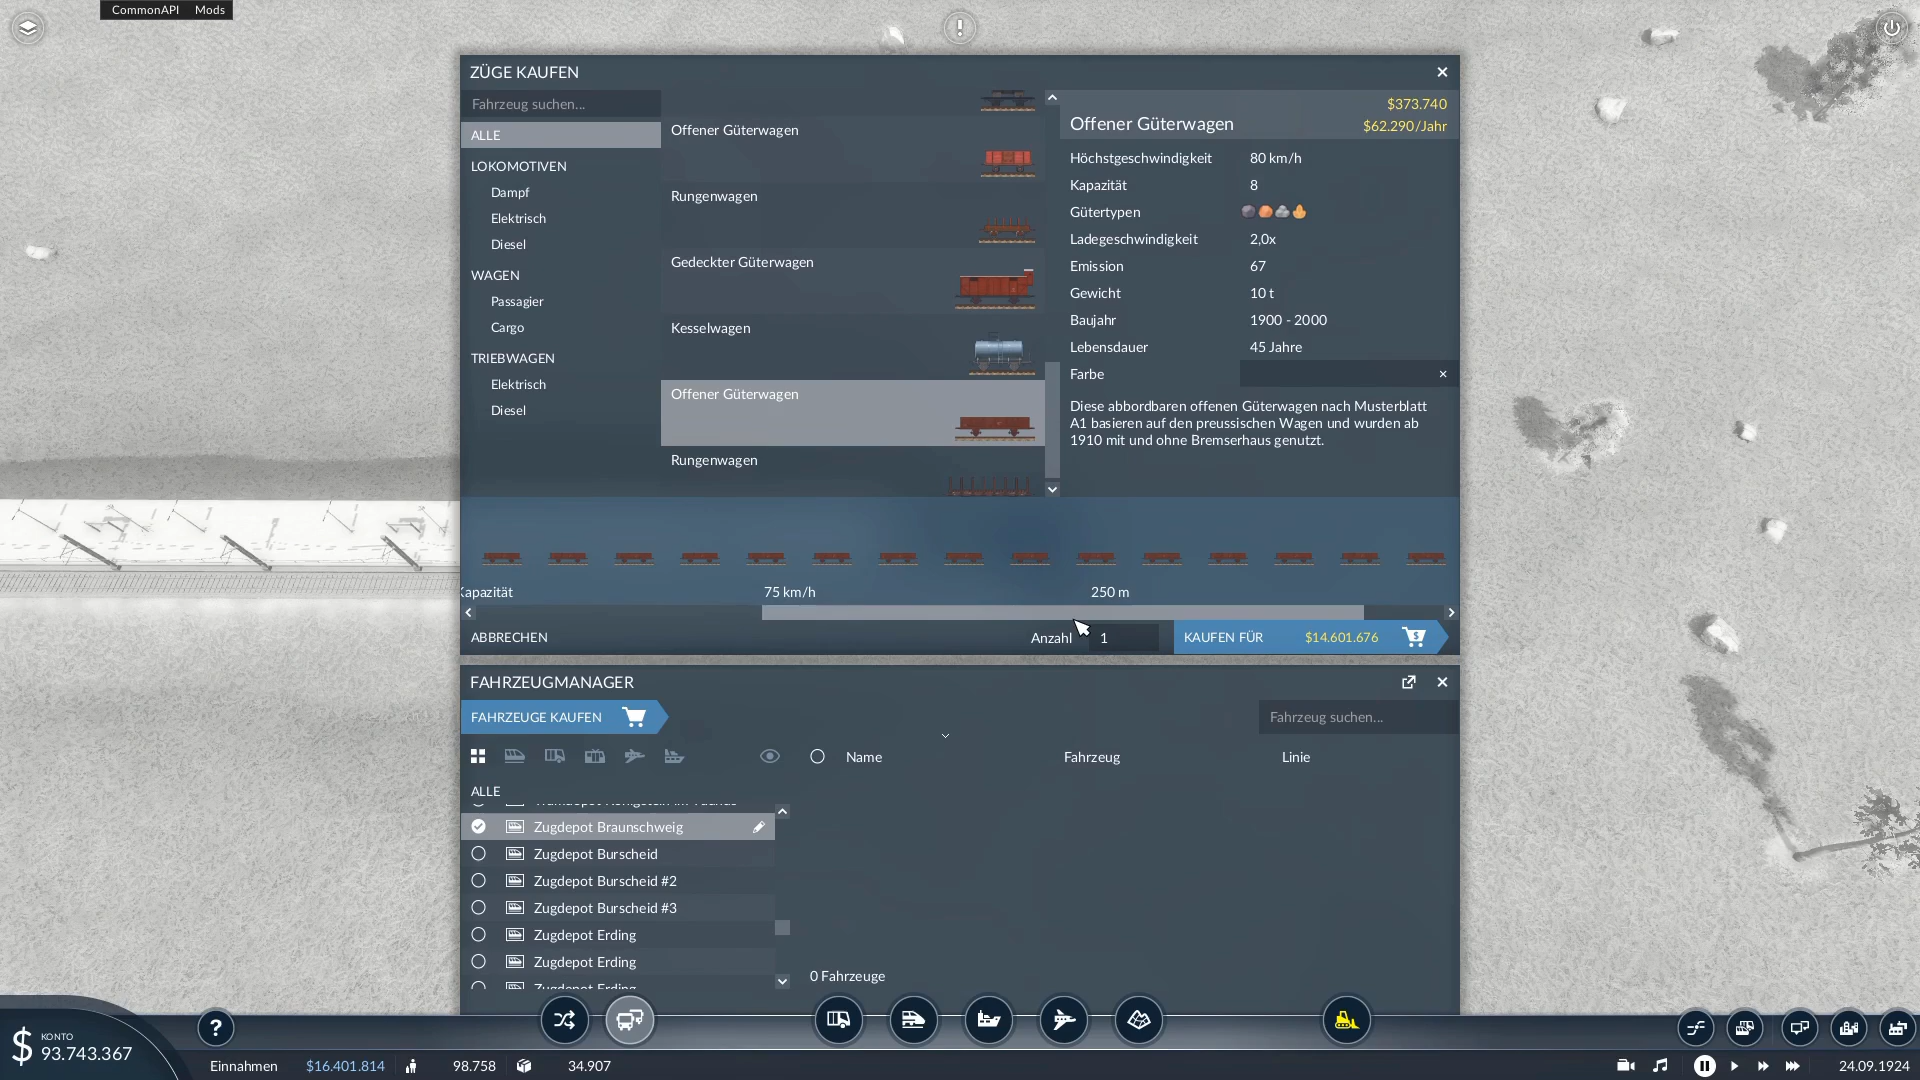 CommonAPI Mods
ZÜGE KAUFEN
Fahrzeug suchen...
ALLE
LOKOMOTIVEN
Dampf
Elektrisch
Diesel
WAGEN
Passagier
Cargo
TRIEBWAGEN
Elektrisch
Diesel
Offener Güterwagen
Rungenwagen
Gedeckter Güterwagen
Kesselwagen
Offener Güterwagen
Rungenwagen
$373.740
Offener Güterwagen $62.290/Jahr
Höchstgeschwindigkeit 80 km/h
Kapazität 8
Gütertypen
Ladegeschwindigkeit 2,0x
Emission 67
Gewicht 10 t
Baujahr 1900 - 2000
Lebensdauer 45 Jahre
Farbe
Diese abbordbaren offenen Güterwagen nach Musterblatt
A1 basieren auf den preussischen Wagen und wurden ab
1910 mit und ohne Bremserhaus genutzt.
Kapazität 75 km/h 250 m
ABBRECHEN Anzahl 1 KAUFEN FÜR $14.601.676
FAHRZEUGMANAGER
FAHRZEUGE KAUFEN Fahrzeug suchen...
Name Fahrzeug Linie
ALLE
Zugdepot Braunschweig
Zugdepot Burscheid
Zugdepot Burscheid #2
Zugdepot Burscheid #3
Zugdepot Erding
Zugdepot Erding
Zugdepot Erding
0 Fahrzeuge
KONTO
$ 93.743.367
?
Einnahmen $16.401.814 98.758 34.907 24.09.1924